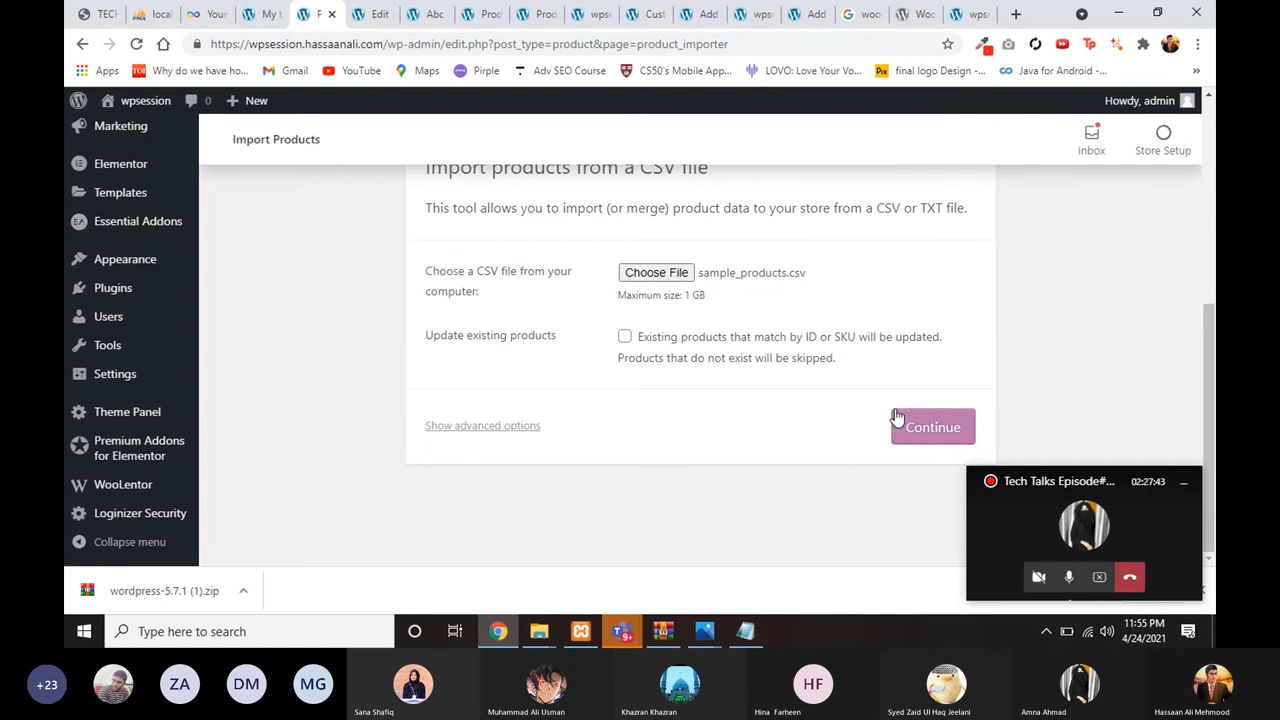 TECH
local
Your
My b
P
Edit
Abc
Prod
Prod
wpse
Cust
Add
wpse
Add
woo
Woo
wpse
https://wpsession.hassaanali.com/wp-admin/edit.php?post_type=product&page=product_importer
Apps
Why do we have ho...
Gmail
YouTube
Maps
Pirple
Adv SEO Course
CS50's Mobile App...
LOVO: Love Your Vo...
final logo Design -...
Java for Android -...
wpsession
0
New
Howdy, admin
Marketing
Elementor
Templates
Essential Addons
Appearance
Plugins
Users
Tools
Settings
Theme Panel
Premium Addons
for Elementor
WooLentor
Loginizer Security
Collapse menu
Import Products
Inbox
Store Setup
Import products from a CSV file
This tool allows you to import (or merge) product data to your store from a CSV or TXT file.
Choose a CSV file from your
computer:
Choose File sample_products.csv
Maximum size: 1 GB
Update existing products
Existing products that match by ID or SKU will be updated.
Products that do not exist will be skipped.
Show advanced options
Continue
Tech Talks Episode#...
02:27:43
wordpress-5.7.1 (1).zip
Type here to search
9+
11:55 PM
4/24/2021
+23
ZA
DM
MG
HF
Sana Shafiq
Muhammad Ali Usman
Khazran Khazran
Hina Farheen
Syed Zaid Ul Haq Jeelani
Amna Ahmad
Hassaan Ali Mehmood